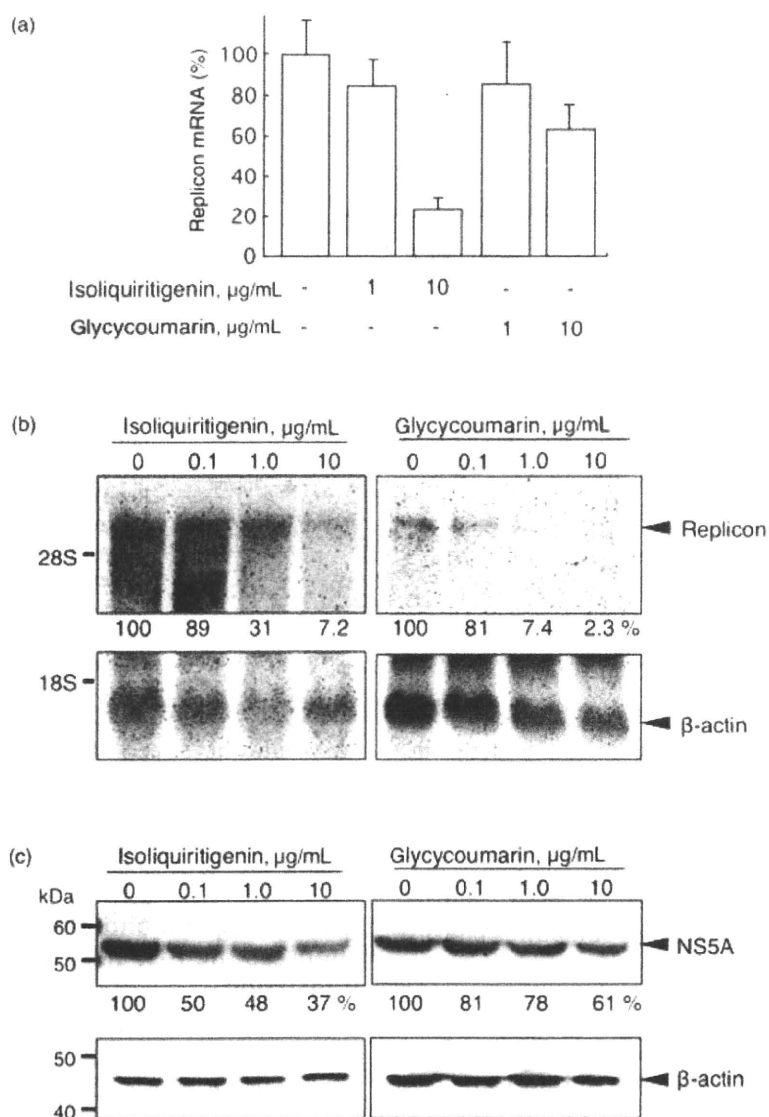 (a)
Replicon mRNA (%)
100
80
60
40
20
0
Isoliquiritigenin, µg/mL - 1 10 - -
Glycycoumarin, µg/mL - - - 1 10
(b)
Isoliquiritigenin, µg/mL Glycycoumarin, µg/mL
0 0.1 1.0 10 0 0.1 1.0 10
Replicon
28S
100 89 31 7.2 100 81 7.4 2.3 %
18S
β-actin
(c)
Isoliquiritigenin, µg/mL Glycycoumarin, µg/mL
kDa 0 0.1 1.0 10 0 0.1 1.0 10
60
50 NS5A
100 50 48 37 % 100 81 78 61 %
50
β-actin
40